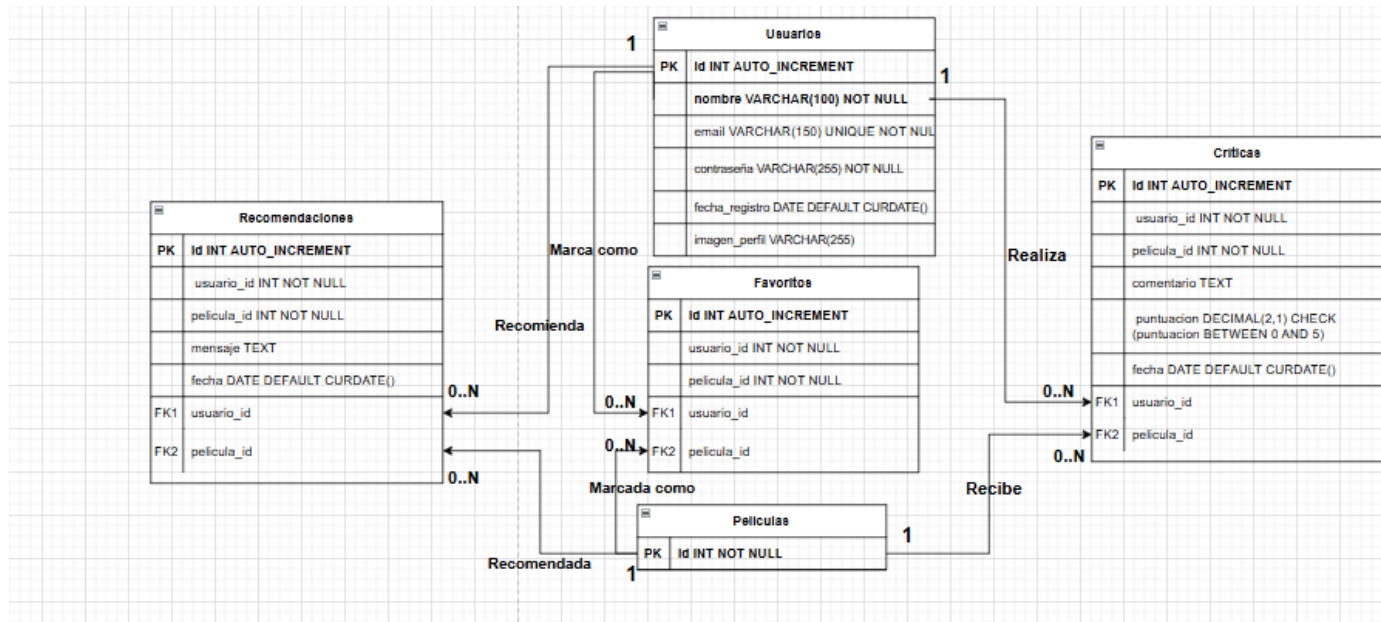 Usuarios
1
PK Id INT AUTO_INCREMENT
1
nombre VARCHAR(100) NOT NULL
email VARCHAR(150) UNIQUE NOT NUL
contraseña VARCHAR(255) NOT NULL
fecha_registro DATE DEFAULT CURDATE()
imagen_perfil VARCHAR(255)
Criticas
PK Id INT AUTO_INCREMENT
usuario_id INT NOT NULL
pelicula_id INT NOT NULL
comentario TEXT
puntuacion DECIMAL(2,1) CHECK
(puntuacion BETWEEN 0 AND 5)
fecha DATE DEFAULT CURDATE()
0..N
FK1 usuario_id
FK2 pelicula_id
0..N
Realiza
Recomendaciones
PK Id INT AUTO_INCREMENT
usuario_id INT NOT NULL
pelicula_id INT NOT NULL
mensaje TEXT
fecha DATE DEFAULT CURDATE()
0..N
FK1 usuario_id
FK2 pelicula_id
0..N
Marca como
Recomienda
Favoritos
PK Id INT AUTO_INCREMENT
usuario_id INT NOT NULL
pelicula_id INT NOT NULL
0..N
FK1 usuario_id
0..N
FK2 pelicula_id
Marcada como
Recibe
Peliculas
1
PK Id INT NOT NULL
Recomendada
1